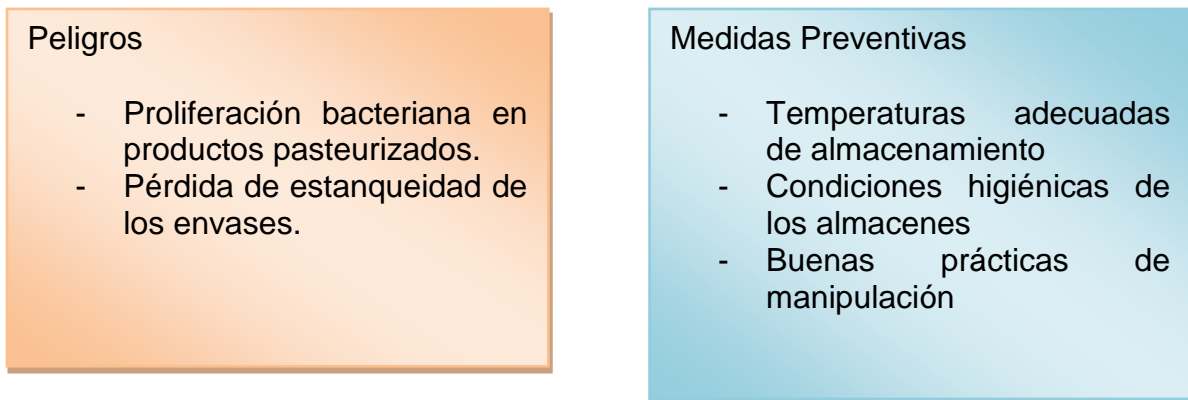 Peligros
- Proliferación bacteriana en
productos pasteurizados.
- Pérdida de estanqueidad de
los envases.
Medidas Preventivas
- Temperaturas adecuadas
de almacenamiento
- Condiciones higiénicas de
los almacenes
- Buenas prácticas de
manipulación